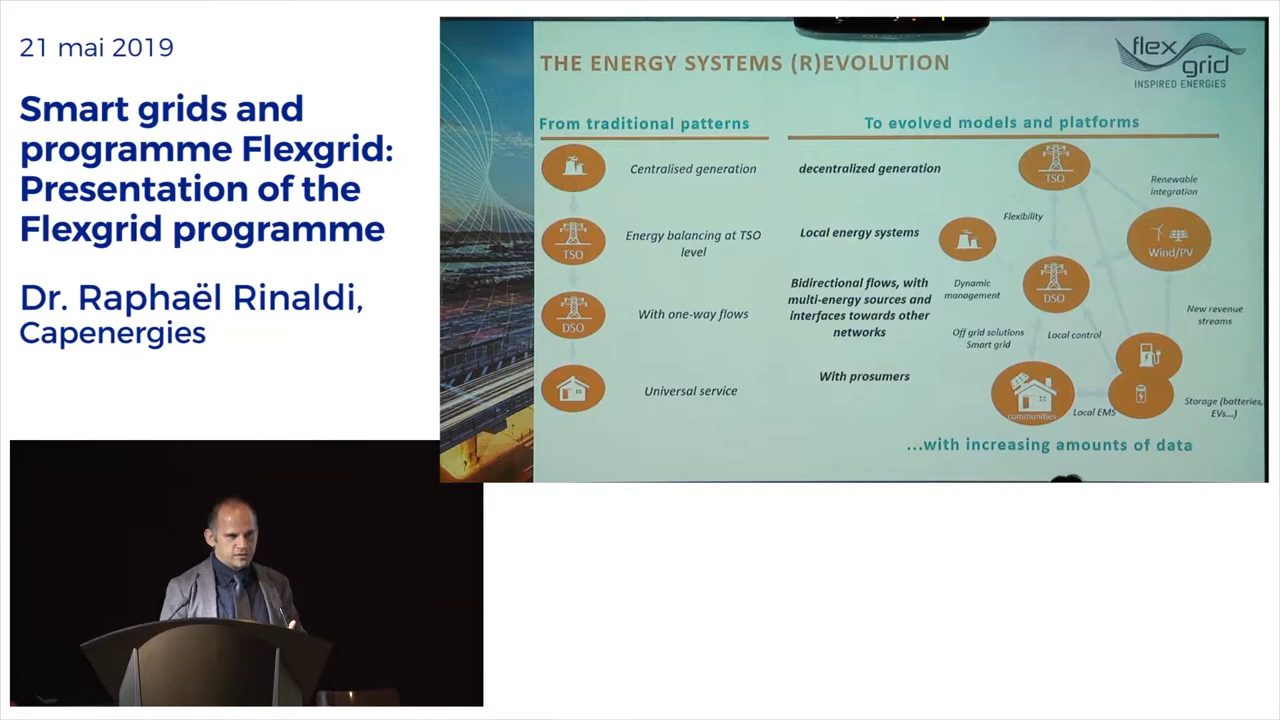 21 mai 2019
Smart grids and
programme Flexgrid:
Presentation of the
Flexgrid programme
Dr. Raphaël Rinaldi,
Capenergies
THE ENERGY SYSTEMS (R)EVOLUTION
flex
grid
INSPIRED ENERGIES
From traditional patterns
Centralised generation
TSO
Energy balancing at TSO
level
DSO
With one-way flows
Universal service
To evolved models and platforms
decentralized generation
Local energy systems
Bidirectional flows, with
multi-energy sources and
interfaces towards other
networks
With prosumers
TSO
Renewable
integration
Flexibility
Wind/PV
Dynamic
management
DSO
New revenue
streams
Off grid solutions
Smart grid
Local control
communities
Local EMS
Storage (batteries,
EVs...)
...with increasing amounts of data